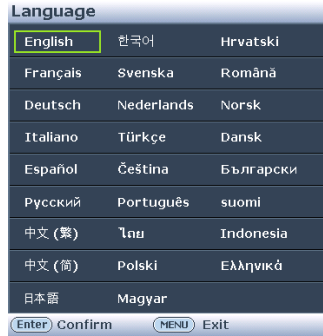 Language
English 한국어 Hrvatski
Français Svenska Română
Deutsch Nederlands Norsk
Italiano Türkçe Dansk
Español Čeština Български
Русский Português suomi
中文 (繁) ไทย Indonesia
中文 (简) Polski Ελληνικά
日本語 Magyar
Enter Confirm MENU Exit